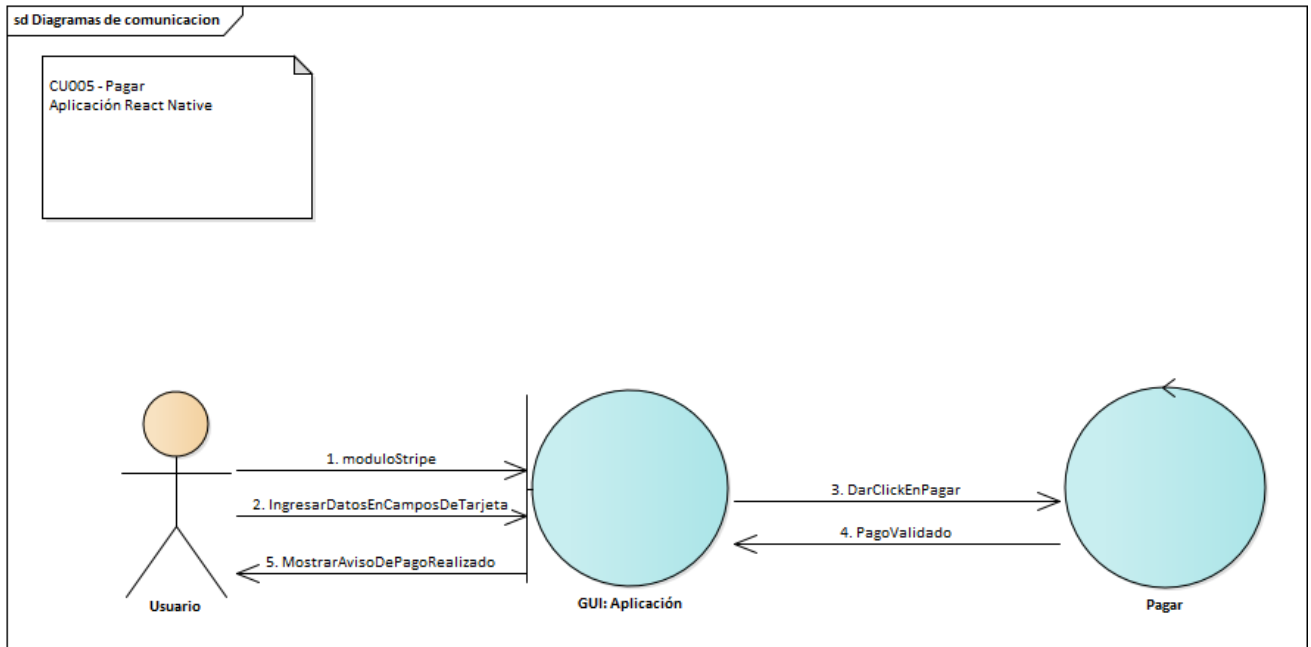 sd Diagramas de comunicacion
CU005 - Pagar
Aplicación React Native
1. moduloStripe
2. IngresarDatosEnCamposDeTarjeta
3. DarClickEnPagar
4. PagoValidado
5. MostrarAvisoDePagoRealizado
Usuario
GUI: Aplicación
Pagar